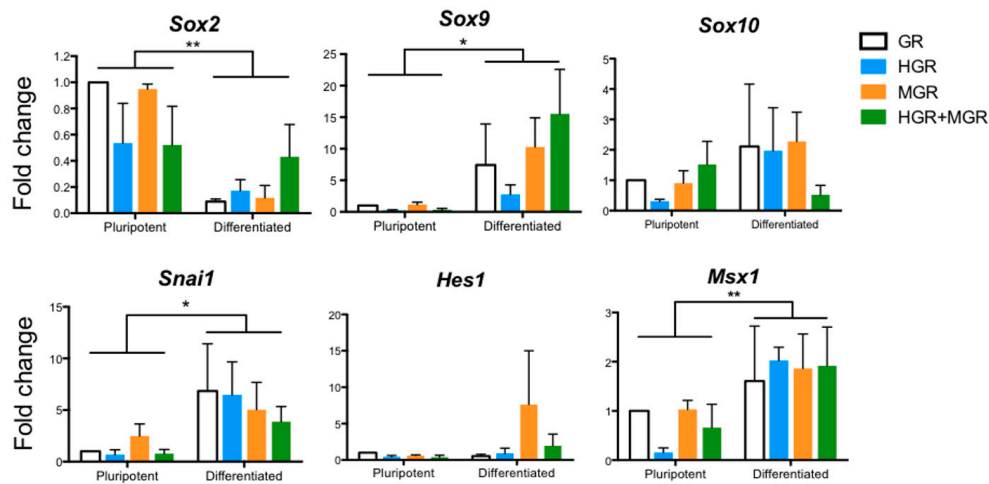 Sox2
Sox9
Sox10
GR
HGR
MGR
HGR+MGR
Fold change
1.2
1.0
0.8
0.6
0.4
0.2
0.0
**
Pluripotent
Differentiated
25
20
15
10
5
0
*
Pluripotent
Differentiated
6
5
4
3
2
1
0
Pluripotent
Differentiated
Snai1
Hes1
Msx1
Fold change
15
10
5
0
*
Pluripotent
Differentiated
20
15
10
5
0
Pluripotent
Differentiated
3
2
1
0
**
Pluripotent
Differentiated